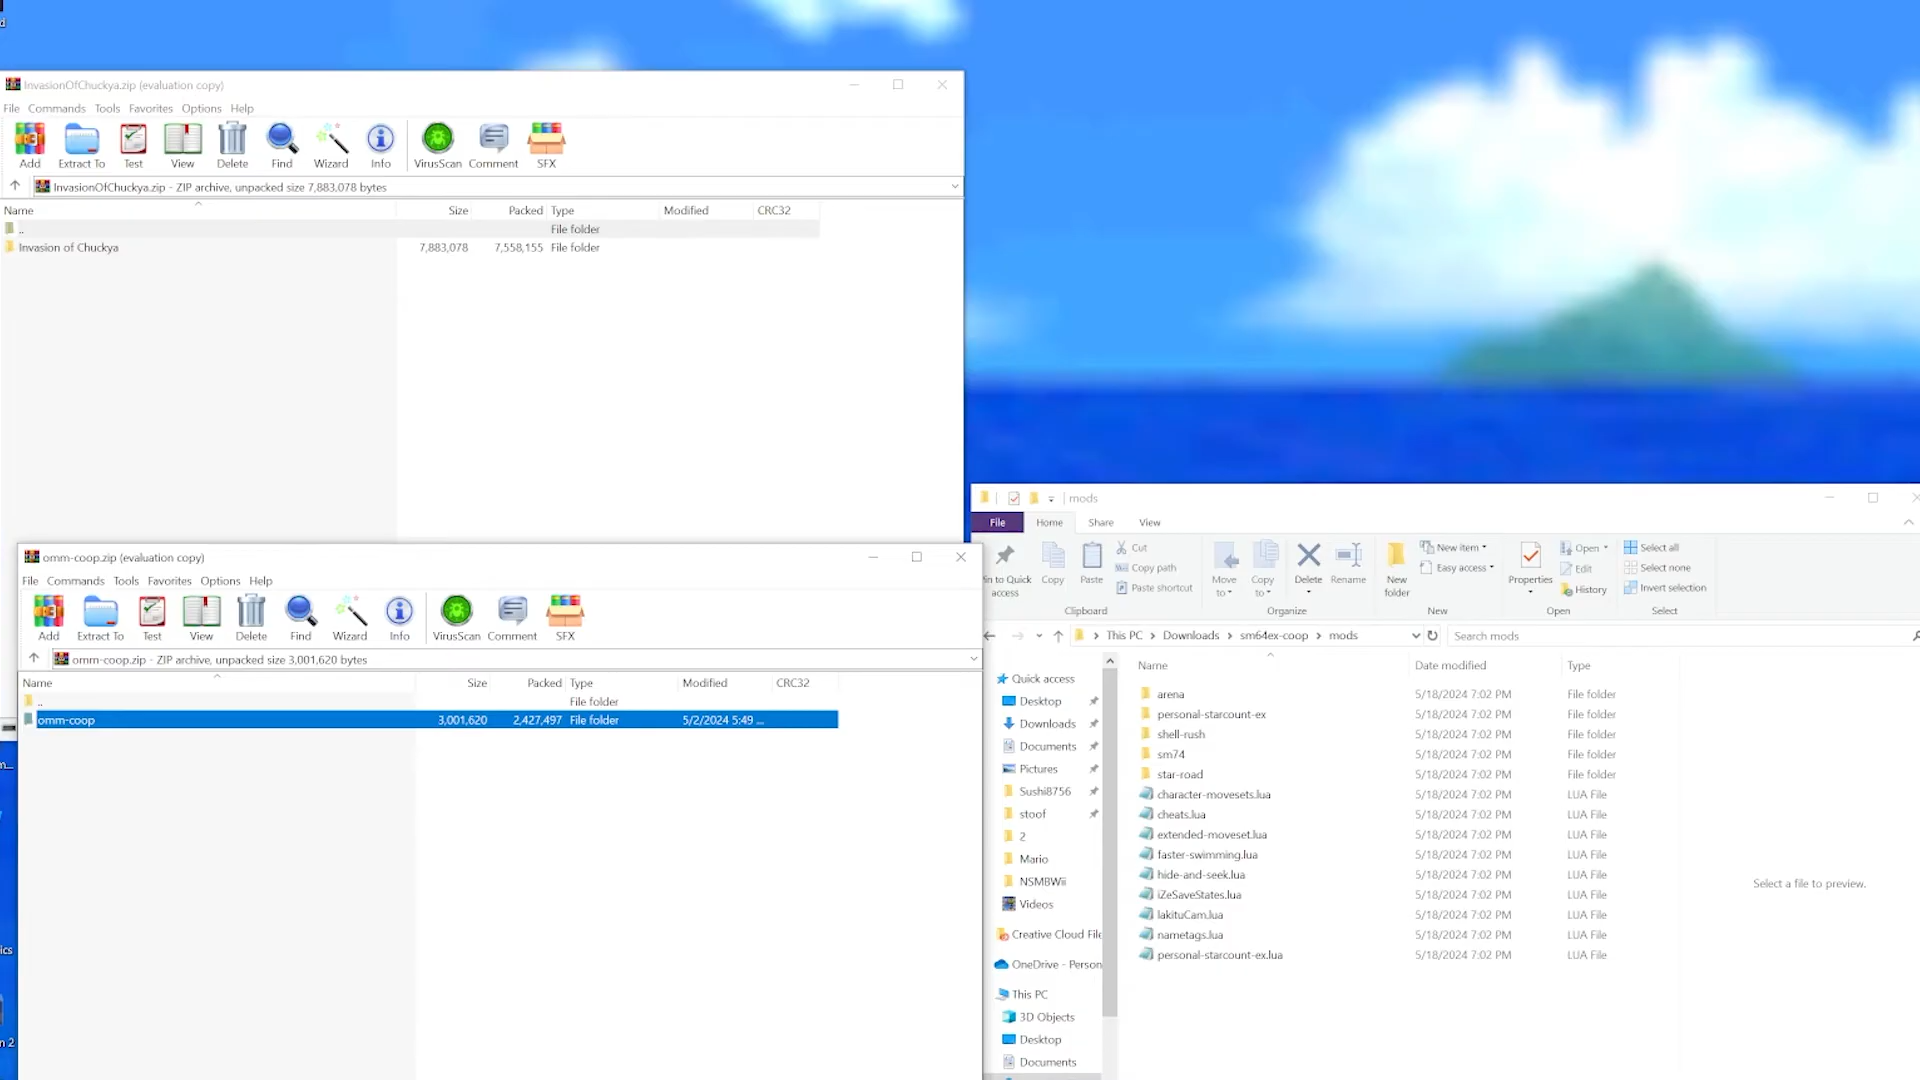 d
InvasionOfChuckya.zip (evaluation copy)
File Commands Tools Favorites Options Help
Add Extract To Test View Delete Find Wizard Info VirusScan Comment SFX
InvasionOfChuckya.zip - ZIP archive, unpacked size 7,883,078 bytes
Name Size Packed Type Modified CRC32
.. File folder
Invasion of Chuckya 7,883,078 7,558,155 File folder
omm-coop.zip (evaluation copy)
File Commands Tools Favorites Options Help
Add Extract To Test View Delete Find Wizard Info VirusScan Comment SFX
omm-coop.zip - ZIP archive, unpacked size 3,001,620 bytes
Name Size Packed Type Modified CRC32
.. File folder
omm-coop 3,001,620 2,427,497 File folder 5/2/2024 5:49 ...
m...
ics
n 2
mods
File Home Share View
in to Quick access
Copy
Paste
Cut
Copy path
Paste shortcut
Clipboard
Move to
Copy to
Delete
Rename
Organize
New folder
New item
Easy access
New
Properties
Open
Edit
History
Open
Select all
Select none
Invert selection
Select
This PC > Downloads > sm64ex-coop > mods
Search mods
Quick access
Desktop
Downloads
Documents
Pictures
Sushi8756
stoof
2
Mario
NSMBWii
Videos
Creative Cloud File
OneDrive - Person
This PC
3D Objects
Desktop
Documents
Name Date modified Type
arena 5/18/2024 7:02 PM File folder
personal-starcount-ex 5/18/2024 7:02 PM File folder
shell-rush 5/18/2024 7:02 PM File folder
sm74 5/18/2024 7:02 PM File folder
star-road 5/18/2024 7:02 PM File folder
character-movesets.lua 5/18/2024 7:02 PM LUA File
cheats.lua 5/18/2024 7:02 PM LUA File
extended-moveset.lua 5/18/2024 7:02 PM LUA File
faster-swimming.lua 5/18/2024 7:02 PM LUA File
hide-and-seek.lua 5/18/2024 7:02 PM LUA File
iZeSaveStates.lua 5/18/2024 7:02 PM LUA File
lakituCam.lua 5/18/2024 7:02 PM LUA File
nametags.lua 5/18/2024 7:02 PM LUA File
personal-starcount-ex.lua 5/18/2024 7:02 PM LUA File
Select a file to preview.